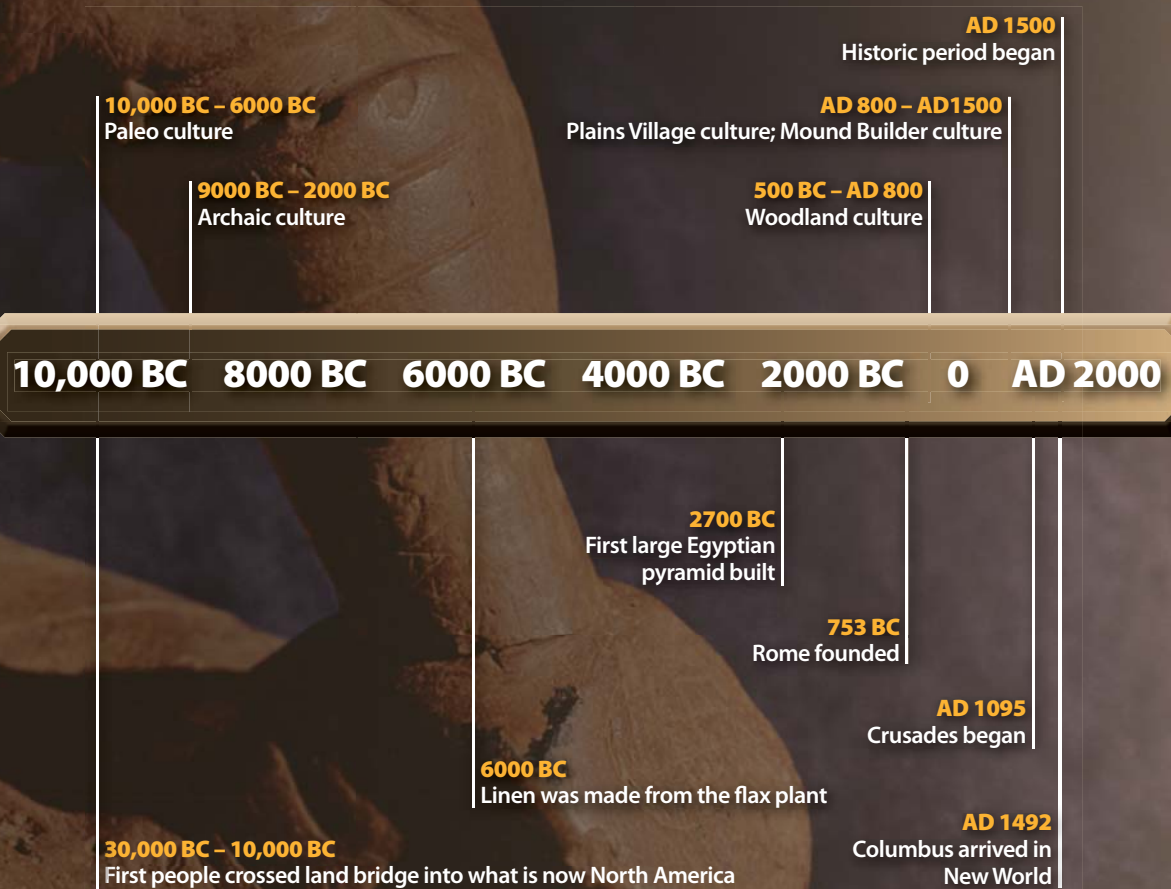 AD 1500
Historic period began
10,000 BC – 6000 BC
Paleo culture
AD 800 – AD1500
Plains Village culture; Mound Builder culture
9000 BC – 2000 BC
Archaic culture
500 BC – AD 800
Woodland culture
10,000 BC 8000 BC 6000 BC 4000 BC 2000 BC 0 AD 2000
2700 BC
First large Egyptian
pyramid built
753 BC
Rome founded
AD 1095
Crusades began
6000 BC
Linen was made from the flax plant
AD 1492
Columbus arrived in
New World
30,000 BC – 10,000 BC
First people crossed land bridge into what is now North America